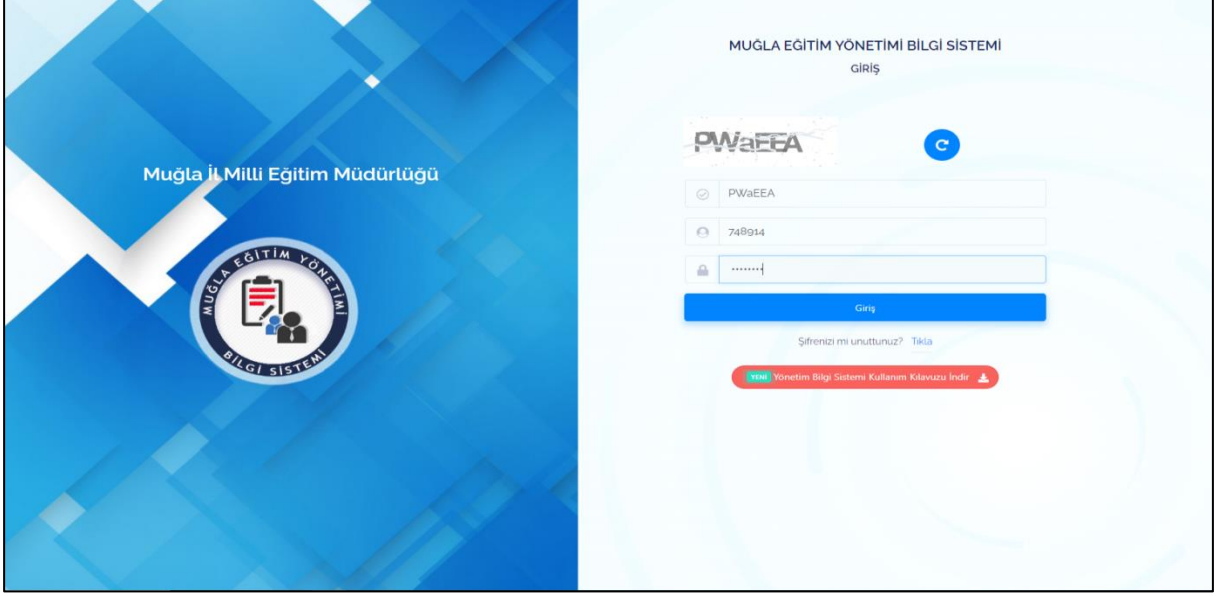 Muğla İL Milli Eğitim Müdürlüğü
MUĞLA EĞİTİM YÖNETİMİ
BİLGİ SİSTEMİ
MUĞLA EĞİTİM YÖNETİMİ BİLGİ SİSTEMİ
GİRİŞ
PWaEEA
PWaEEA
748914
••••••••
Giriş
Şifrenizi mi unuttunuz? Tıkla
YENİ Yönetim Bilgi Sistemi Kullanım Kılavuzu İndir